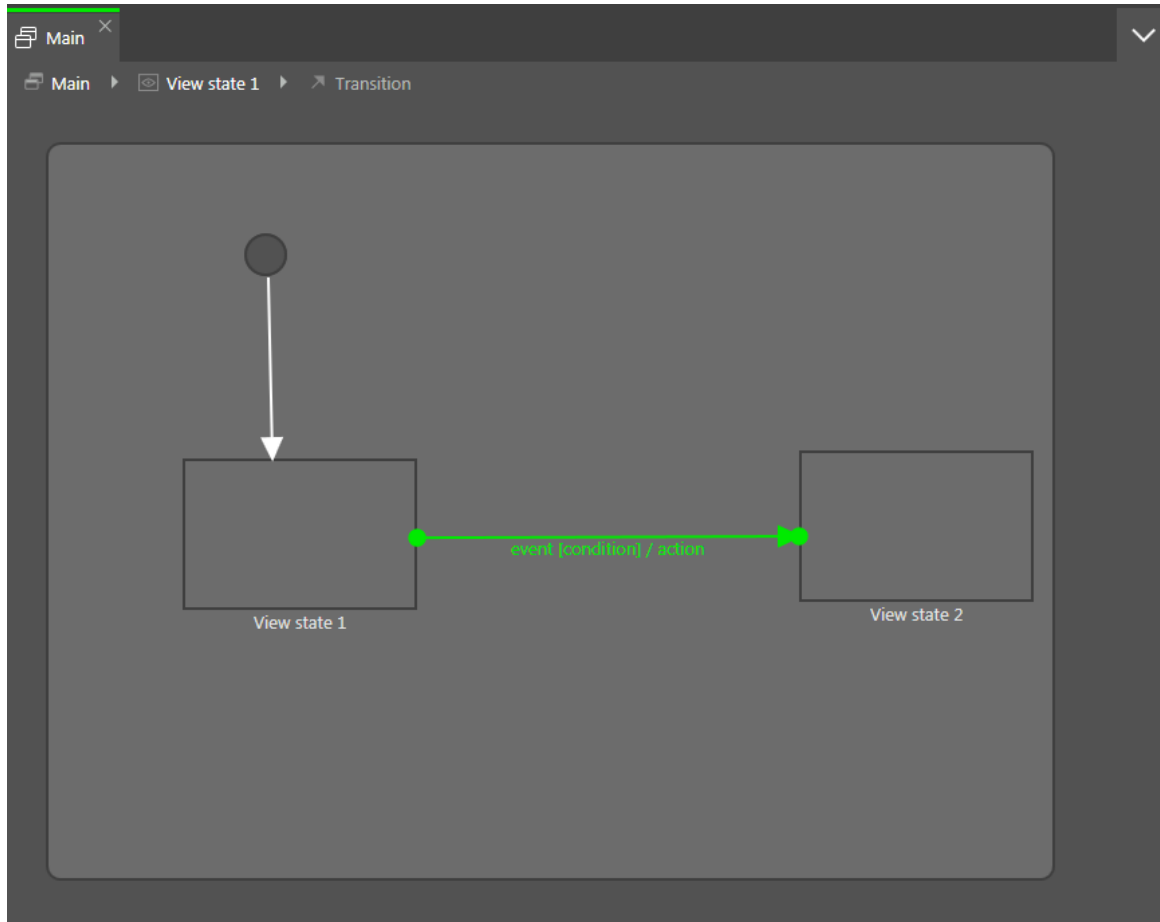 Main
Main View state 1 Transition
event [condition] / action
View state 1
View state 2